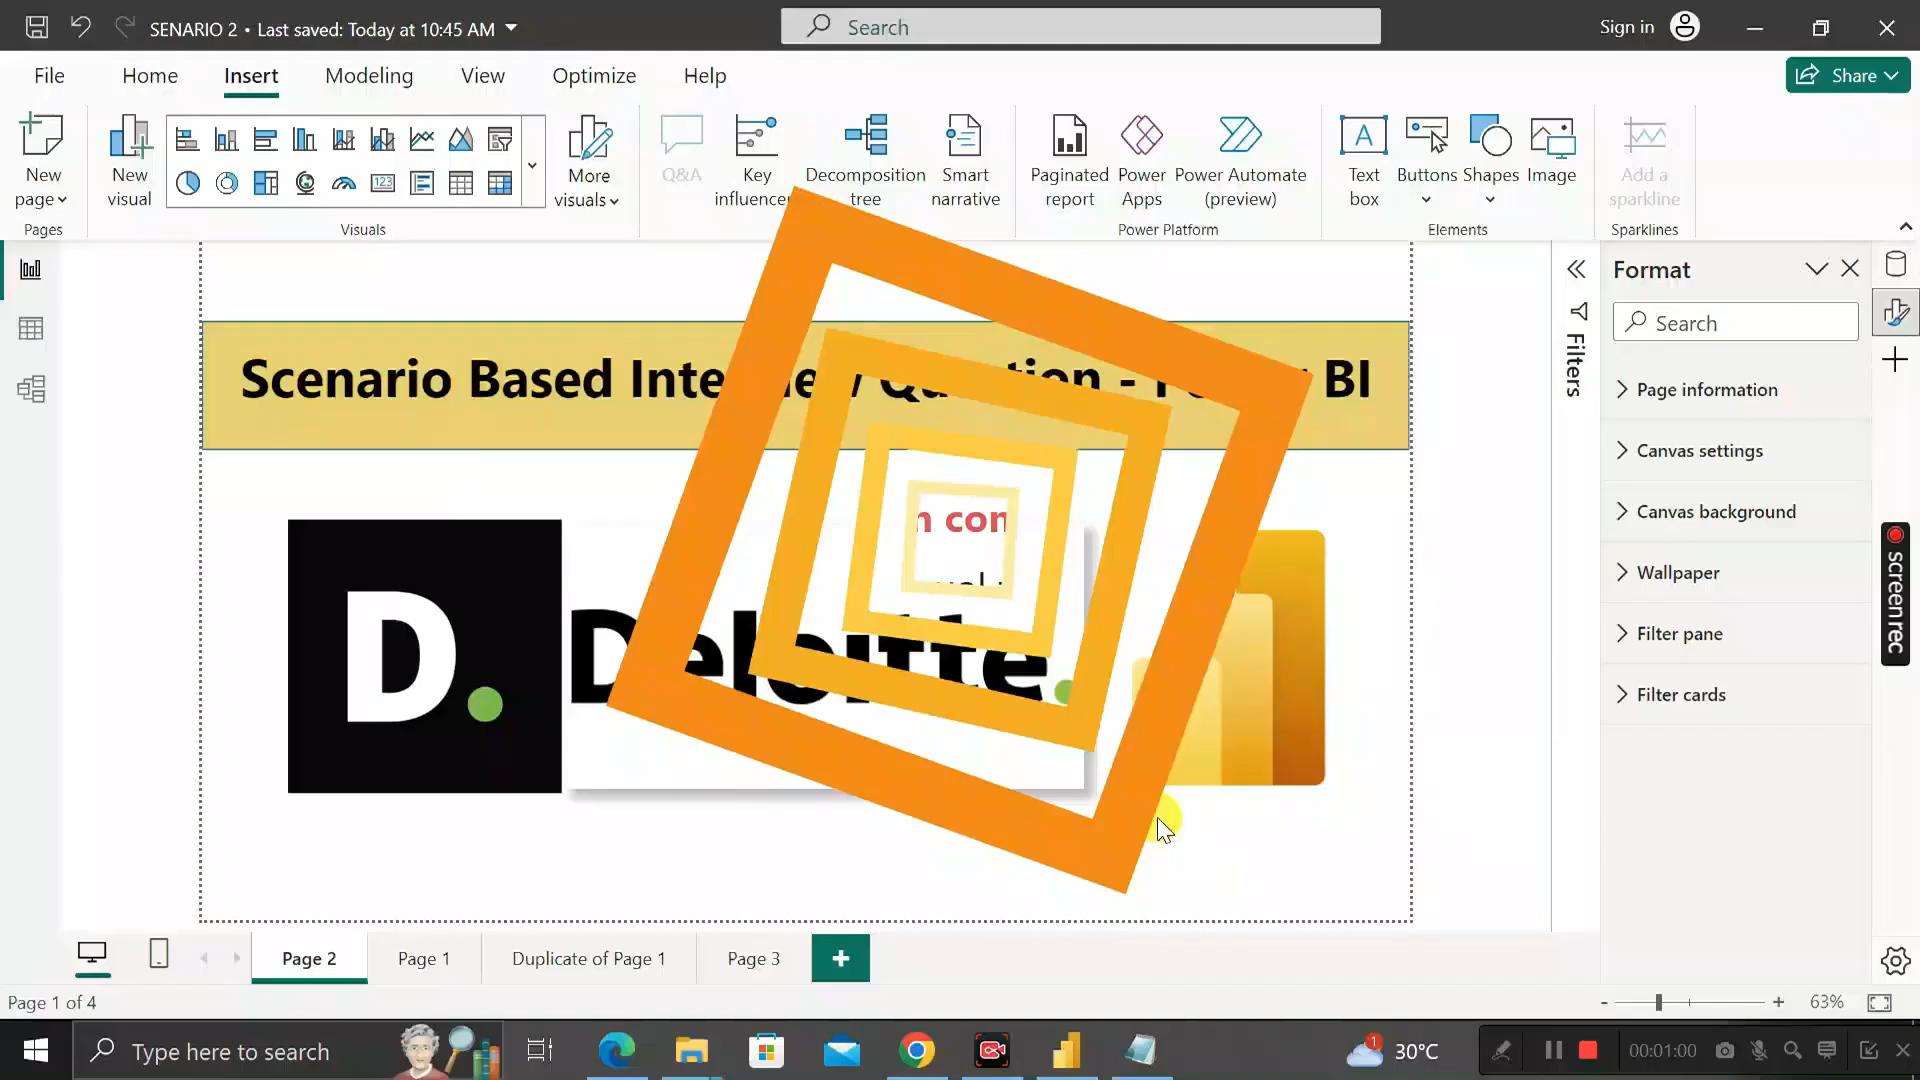 SENARIO 2 • Last saved: Today at 10:45 AM
Search
Sign in
File Home Insert Modeling View Optimize Help
Share
New page
New visual
More visuals
Q&A
Key
Decomposition tree
Smart narrative
Paginated report
Power Apps
Power Automate (preview)
Text box
Buttons
Shapes
Image
Add a sparkline
Pages
Visuals
Power Platform
Elements
Sparklines
123
A
Scenario Based BI
D.
Deloitte.
Filters
Format
Search
Page information
Canvas settings
Canvas background
Wallpaper
Filter pane
Filter cards
screenrec
Page 2
Page 1
Duplicate of Page 1
Page 3
Page 1 of 4
- + 63%
Type here to search
1
30°C
00:01:00